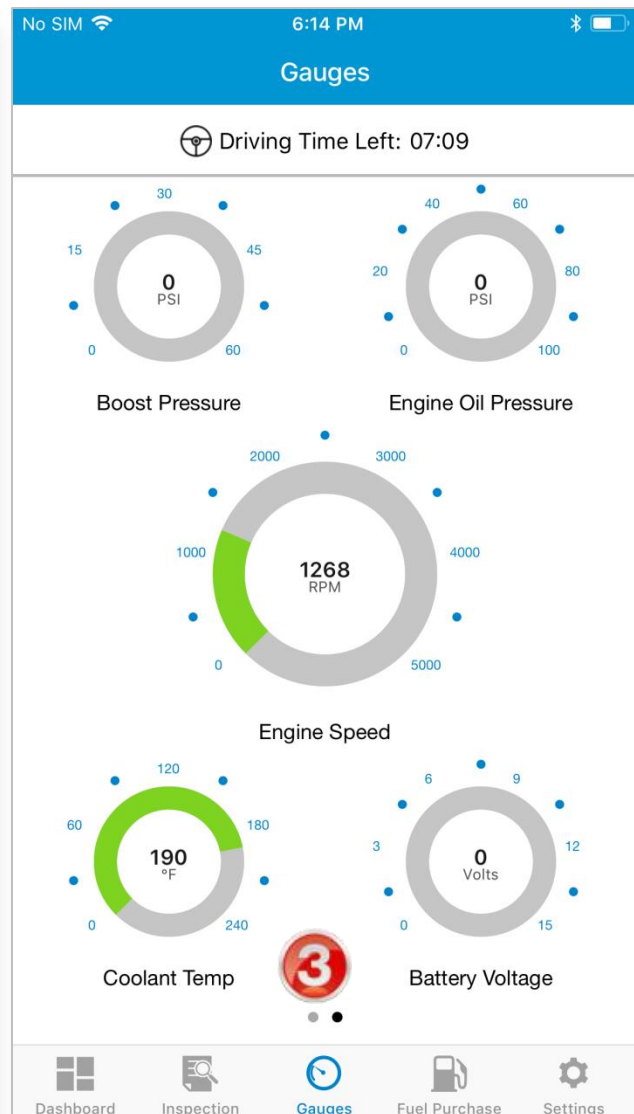 No SIM 6:14 PM
Gauges
Driving Time Left: 07:09
30 40 60
15 45 20 80
0 PSI 0 PSI
0 60 0 100
Boost Pressure Engine Oil Pressure
2000 3000
1000 4000
1268
RPM
0 5000
Engine Speed
120 6 9
60 180 3 12
190 °F 0 Volts
0 240 0 15
Coolant Temp 3 Battery Voltage
Dashboard Inspection Gauges Fuel Purchase Settings